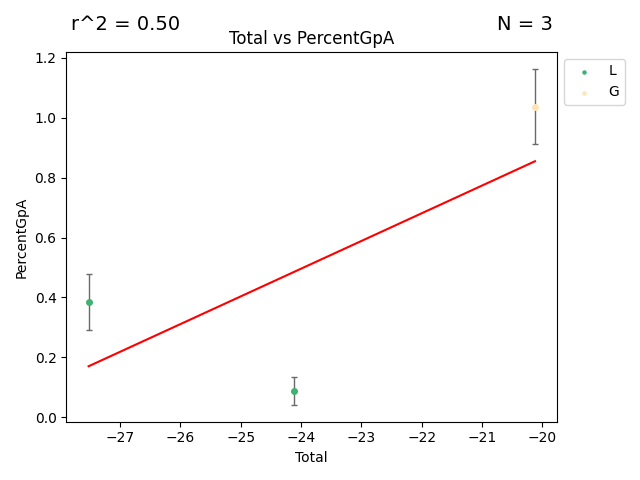 r^2 = 0.50
N = 3
Total vs PercentGpA
L
G
PercentGpA
1.2
1.0
0.8
0.6
0.4
0.2
0.0
−27
−26
−25
−24
−23
−22
−21
−20
Total